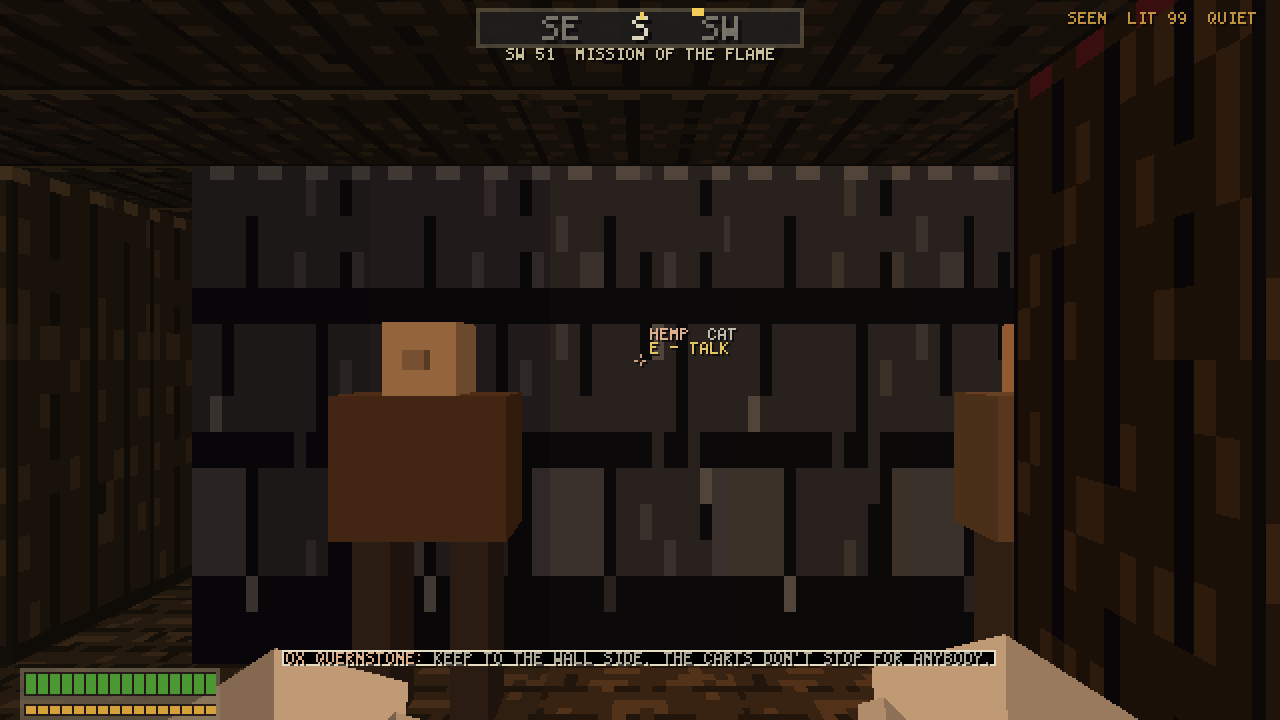 SE S SW
SW 51 MISSION OF THE FLAME
SEEN LIT 99 QUIET
HEMP CAT
E - TALK
OX QUERNSTONE: KEEP TO THE WALL SIDE. THE CARTS DON'T STOP FOR ANYBODY.